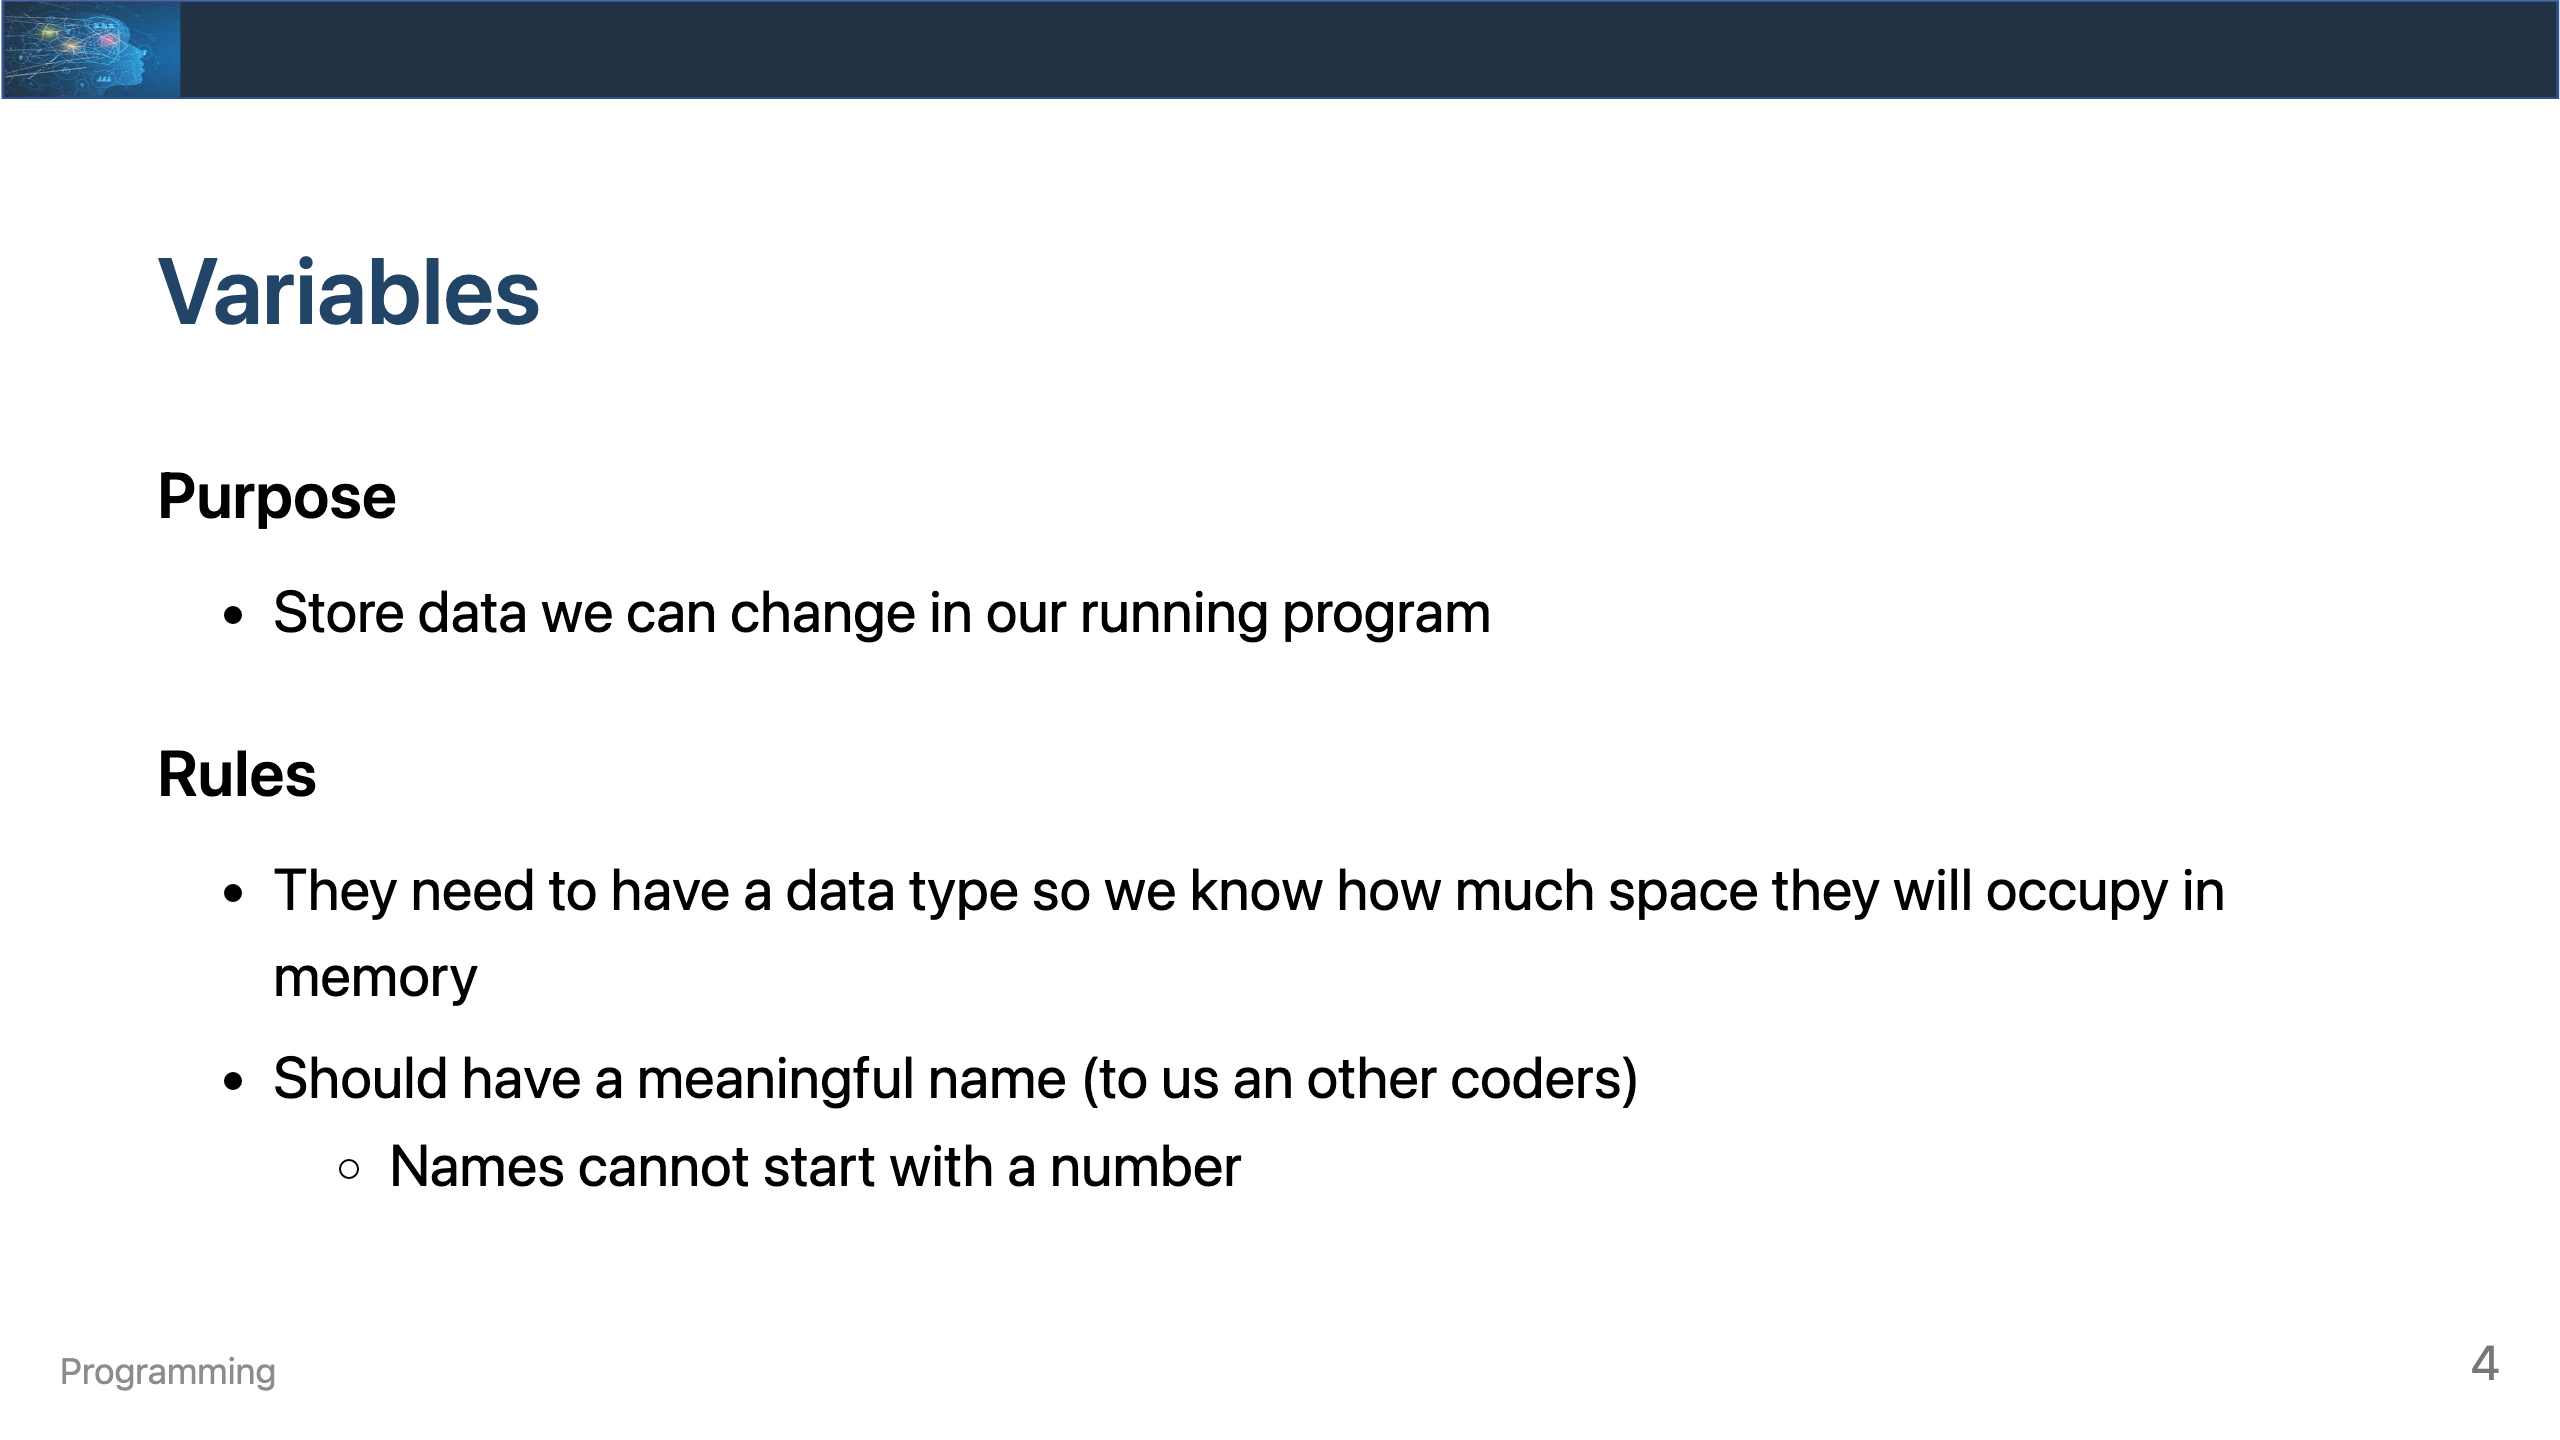 Variables
Purpose
• Store data we can change in our running program
Rules
• They need to have a data type so we know how much space they will occupy in
memory
• Should have a meaningful name (to us an other coders)
○ Names cannot start with a number
Programming
4